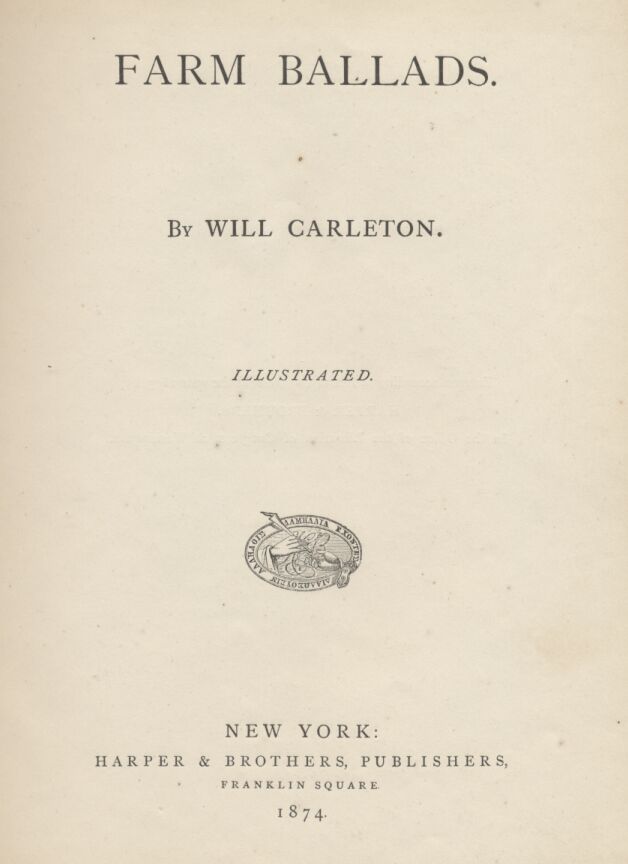 FARM BALLADS.
By WILL CARLETON.
ILLUSTRATED.
ΛΑΜΠΑΔΙΑ ΕΧΟΝΤΕΣ
ΔΙΑΔΩΣΟΥΣΙΝ ΑΛΛΗΛΟΙΣ
NEW YORK:
HARPER & BROTHERS, PUBLISHERS,
FRANKLIN SQUARE.
1874.